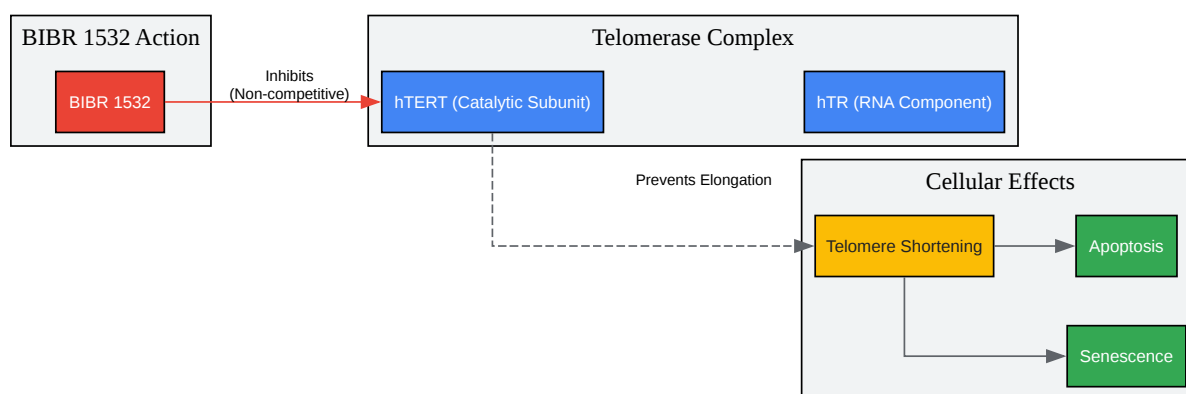 BIBR 1532 Action
Telomerase Complex
BIBR 1532
Inhibits
(Non-competitive)
hTERT (Catalytic Subunit)
hTR (RNA Component)
Prevents Elongation
Cellular Effects
Telomere Shortening
Apoptosis
Senescence